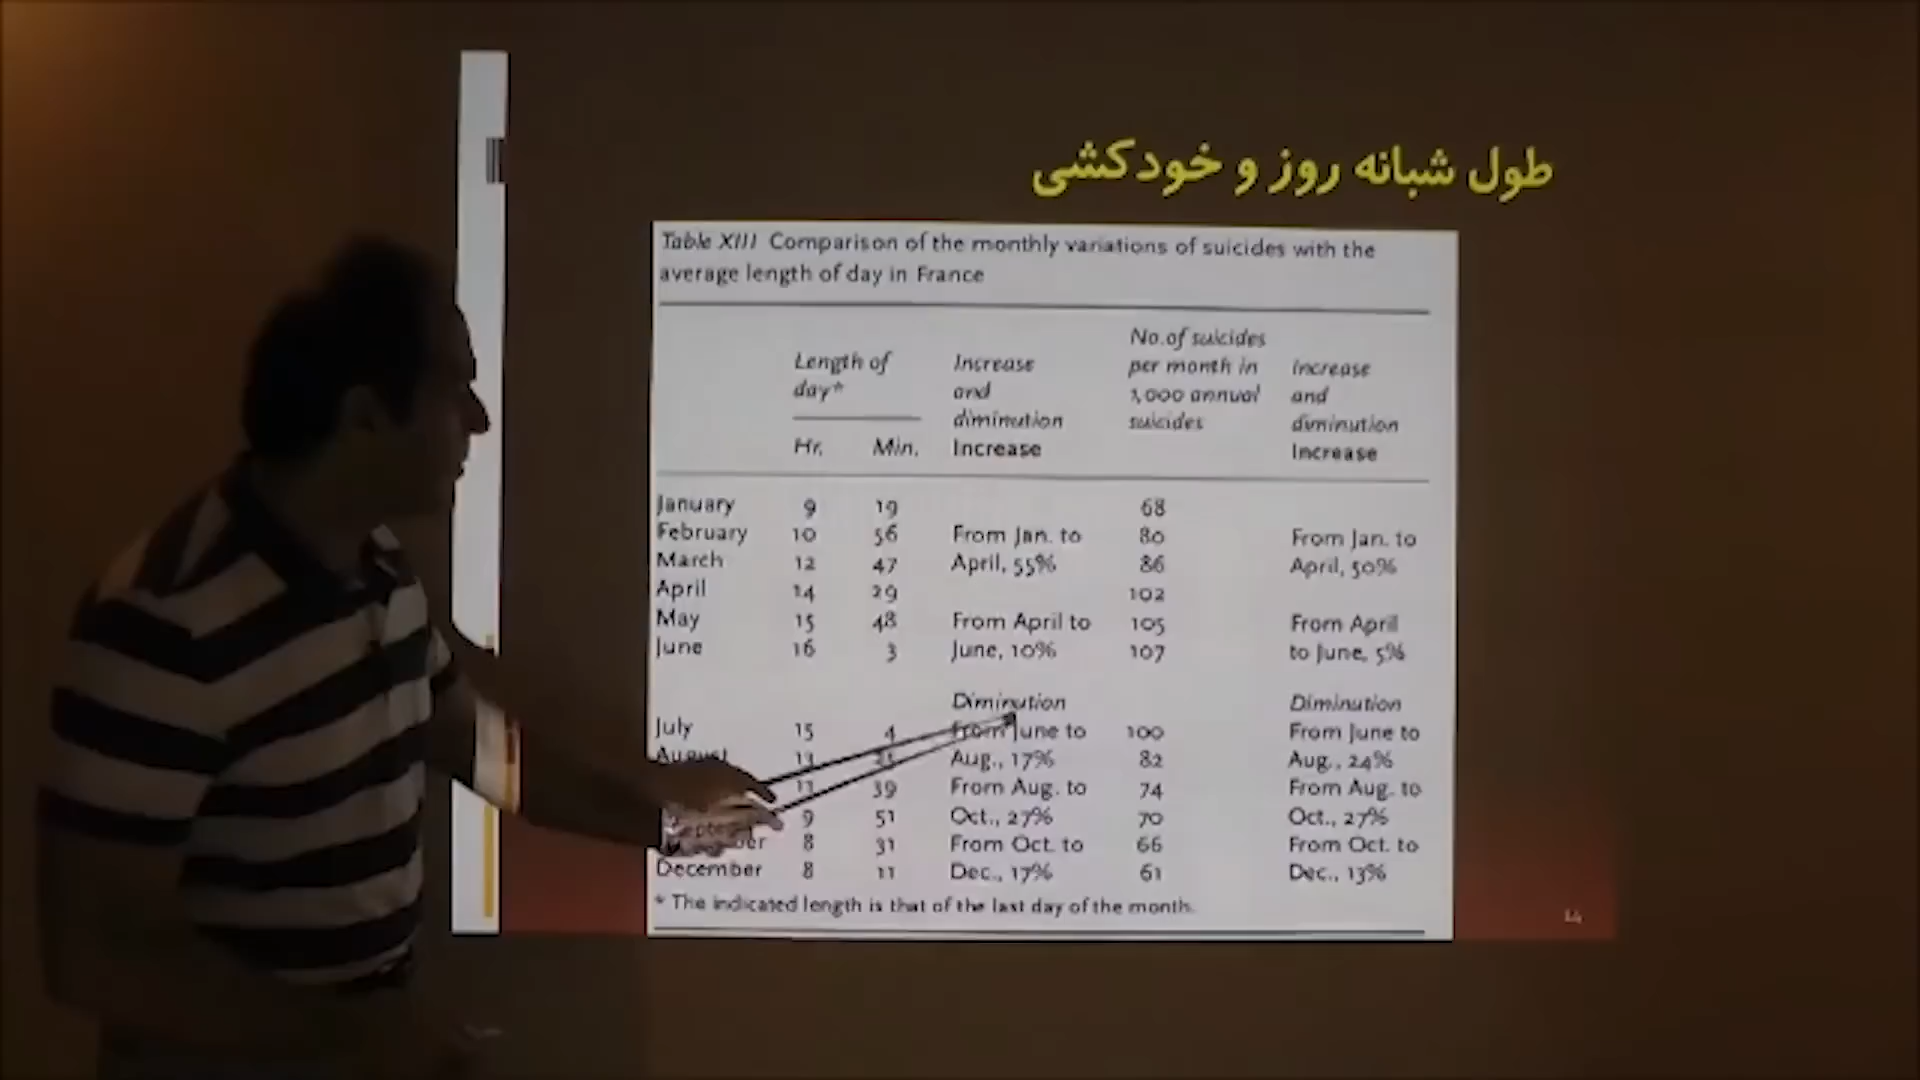 طول شبانه روز و خودکشی
Table XIII Comparison of the monthly variations of suicides with the
average length of day in France
Length of day* Hr. Min.
Increase and diminution Increase
No. of suicides per month in 1,000 annual suicides
Increase and diminution Increase
January 9 19 68
February 10 56 From Jan. to 80 From Jan. to
March 12 47 April, 55% 86 April, 50%
April 14 29 102
May 15 48 From April to 105 From April
June 16 3 June, 10% 107 to June, 5%
Diminution Diminution
July 15 4 From June to 100 From June to
August Aug., 17% 82 Aug., 24%
11 39 From Aug. to 74 From Aug. to
9 51 Oct., 27% 70 Oct., 27%
8 31 From Oct. to 66 From Oct. to
December 8 11 Dec., 17% 61 Dec., 13%
* The indicated length is that of the last day of the month.